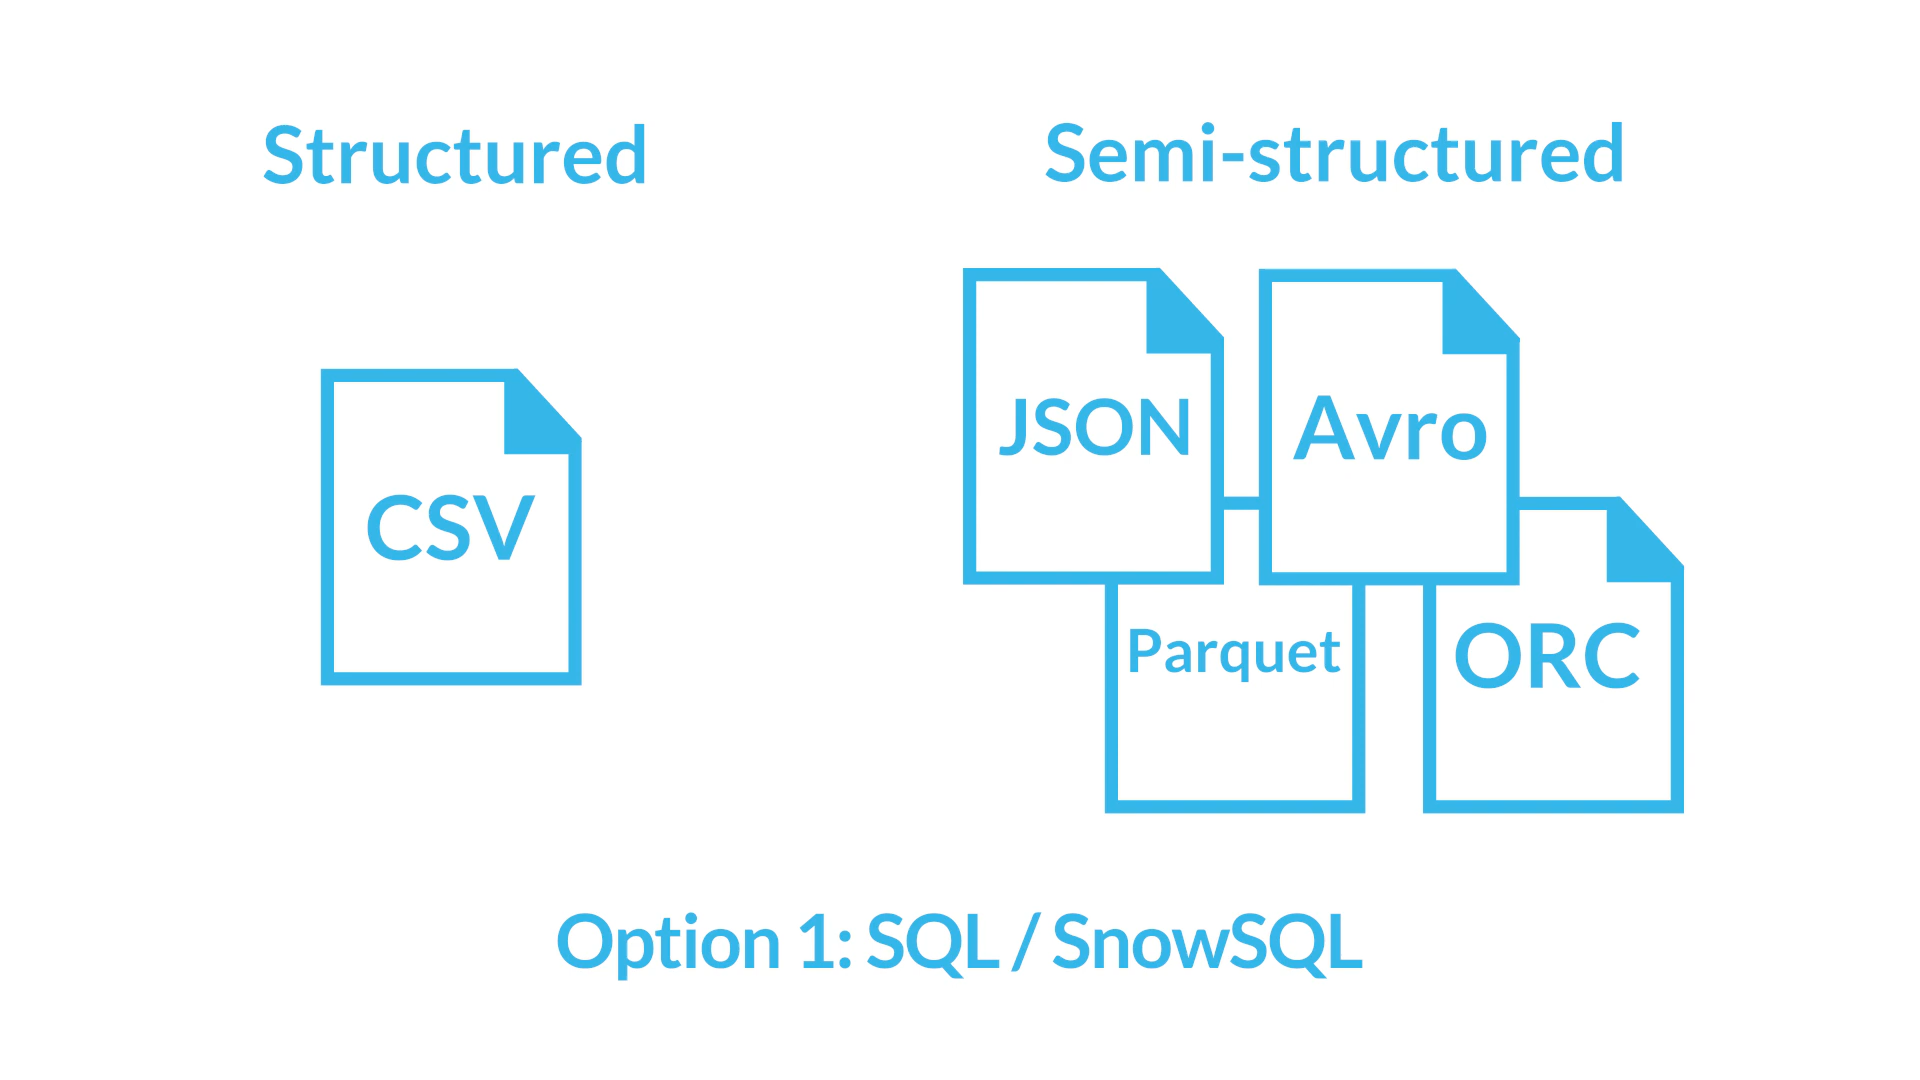 Structured
Semi-structured
CSV
JSON
Avro
Parquet
ORC
Option 1: SQL / SnowSQL